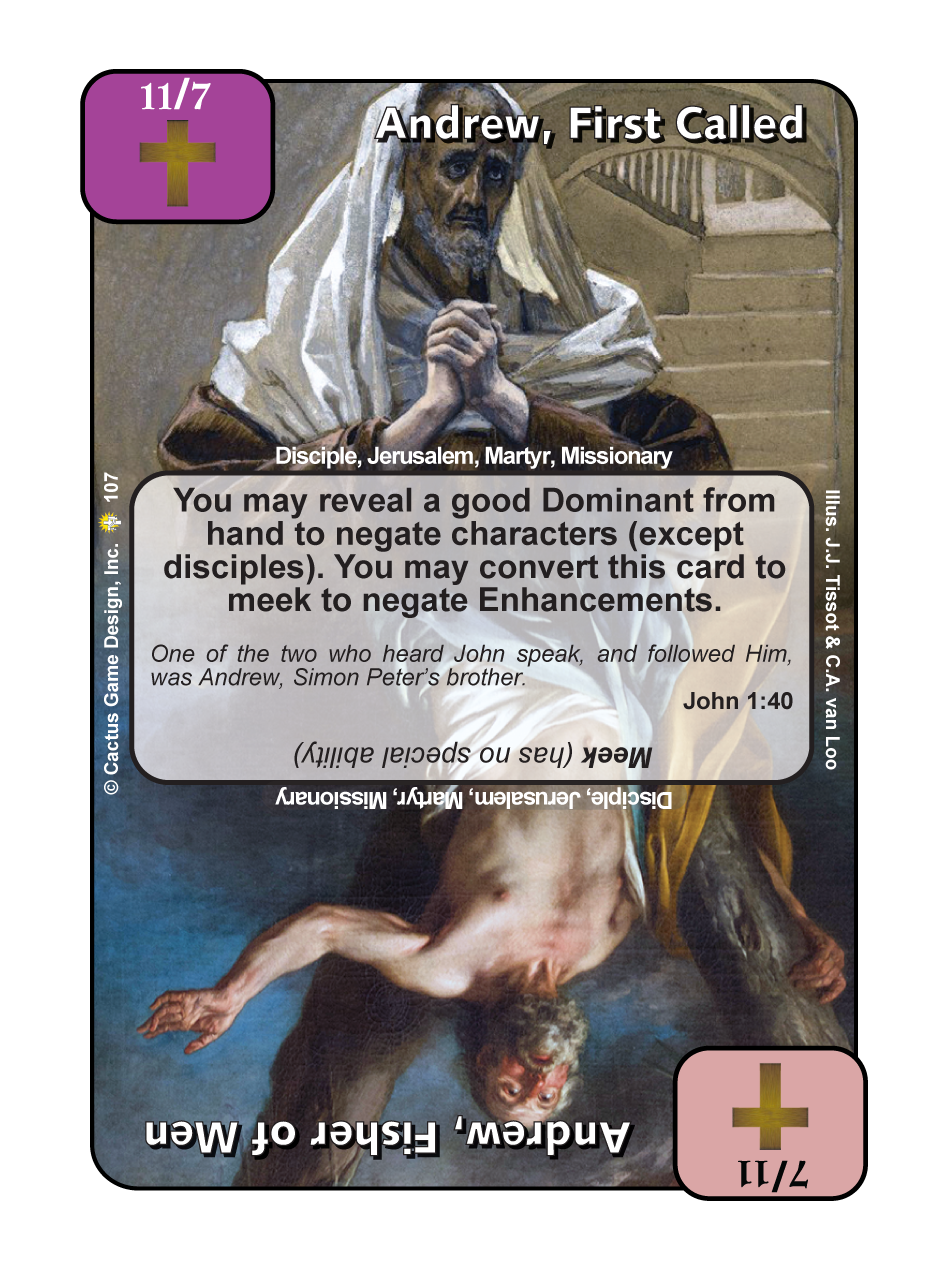 11/7
Andrew, First Called
Disciple, Jerusalem, Martyr, Missionary
You may reveal a good Dominant from
hand to negate characters (except
disciples). You may convert this card to
meek to negate Enhancements.
One of the two who heard John speak, and followed Him,
was Andrew, Simon Peter's brother.
John 1:40
Meek (has no special ability)
Disciple, Jerusalem, Martyr, Missionary
© Cactus Game Design, Inc. 107
Illus. J.J. Tissot & C.A. van Loo
Andrew, Fisher of Men
7/11